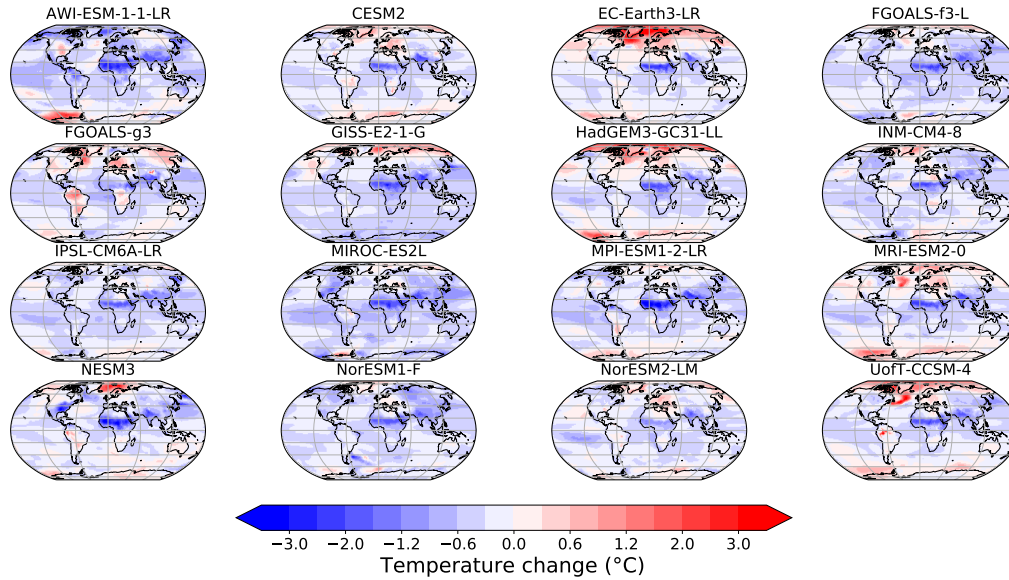 AWI-ESM-1-1-LR CESM2 EC-Earth3-LR FGOALS-f3-L
FGOALS-g3 GISS-E2-1-G HadGEM3-GC31-LL INM-CM4-8
IPSL-CM6A-LR MIROC-ES2L MPI-ESM1-2-LR MRI-ESM2-0
NESM3 NorESM1-F NorESM2-LM UofT-CCSM-4
−3.0 −2.0 −1.2 −0.6 0.0 0.6 1.2 2.0 3.0
Temperature change (°C)